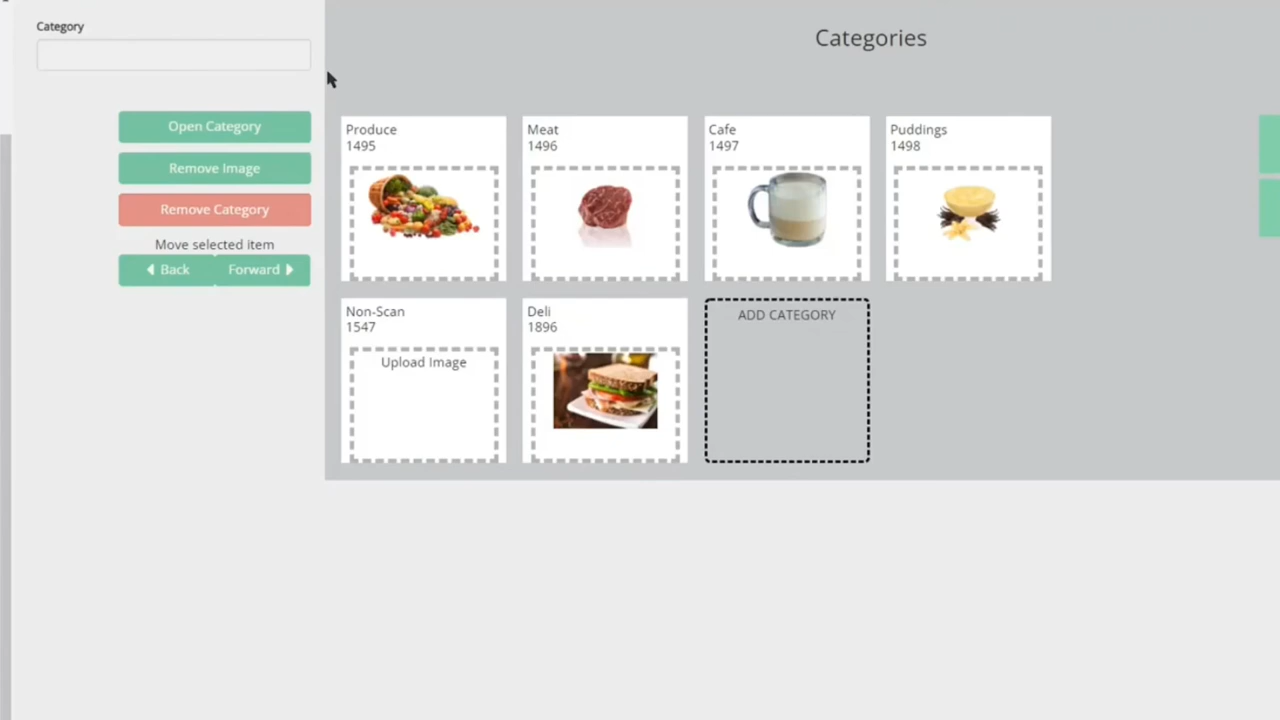 Category
Open Category
Remove Image
Remove Category
Move selected item
Back
Forward
Categories
Produce
1495
Meat
1496
Cafe
1497
Puddings
1498
Non-Scan
1547
Upload Image
Deli
1896
ADD CATEGORY